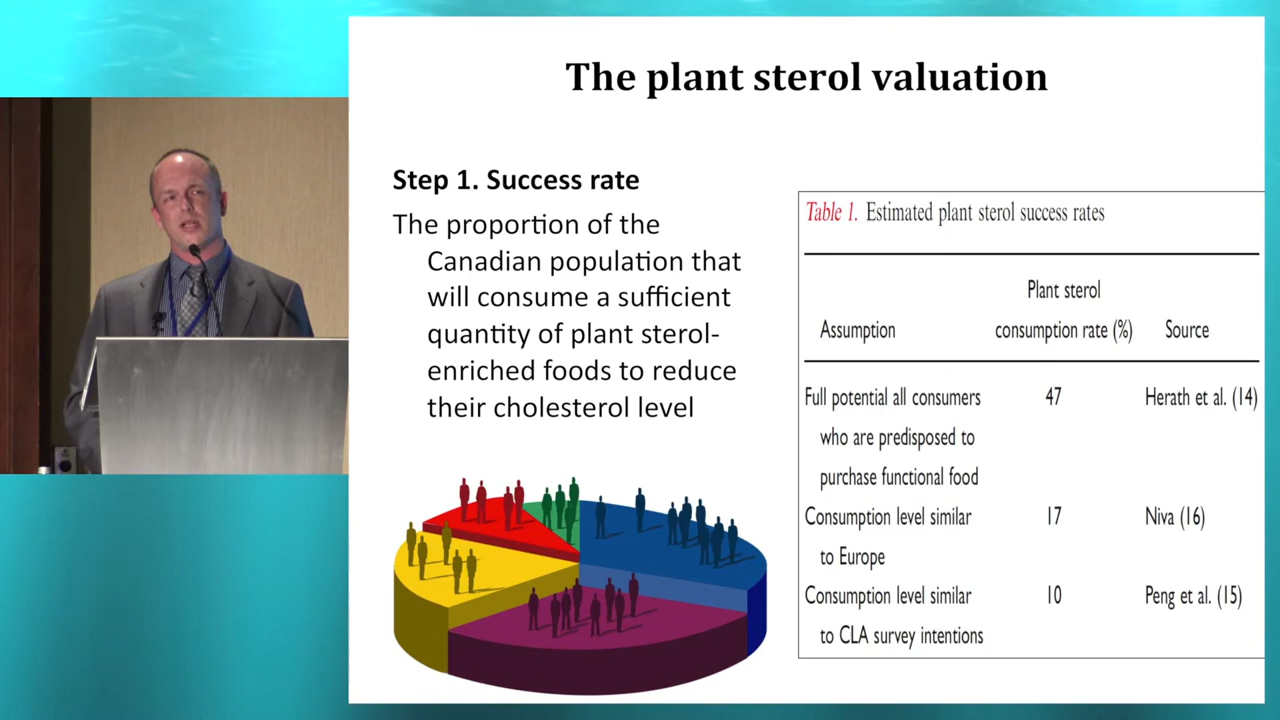 The plant sterol valuation
Step 1. Success rate
The proportion of the
Canadian population that
will consume a sufficient
quantity of plant sterol-
enriched foods to reduce
their cholesterol level
Table 1. Estimated plant sterol success rates
Plant sterol
Assumption consumption rate (%) Source
Full potential all consumers 47 Herath et al. (14)
who are predisposed to
purchase functional food
Consumption level similar 17 Niva (16)
to Europe
Consumption level similar 10 Peng et al. (15)
to CLA survey intentions